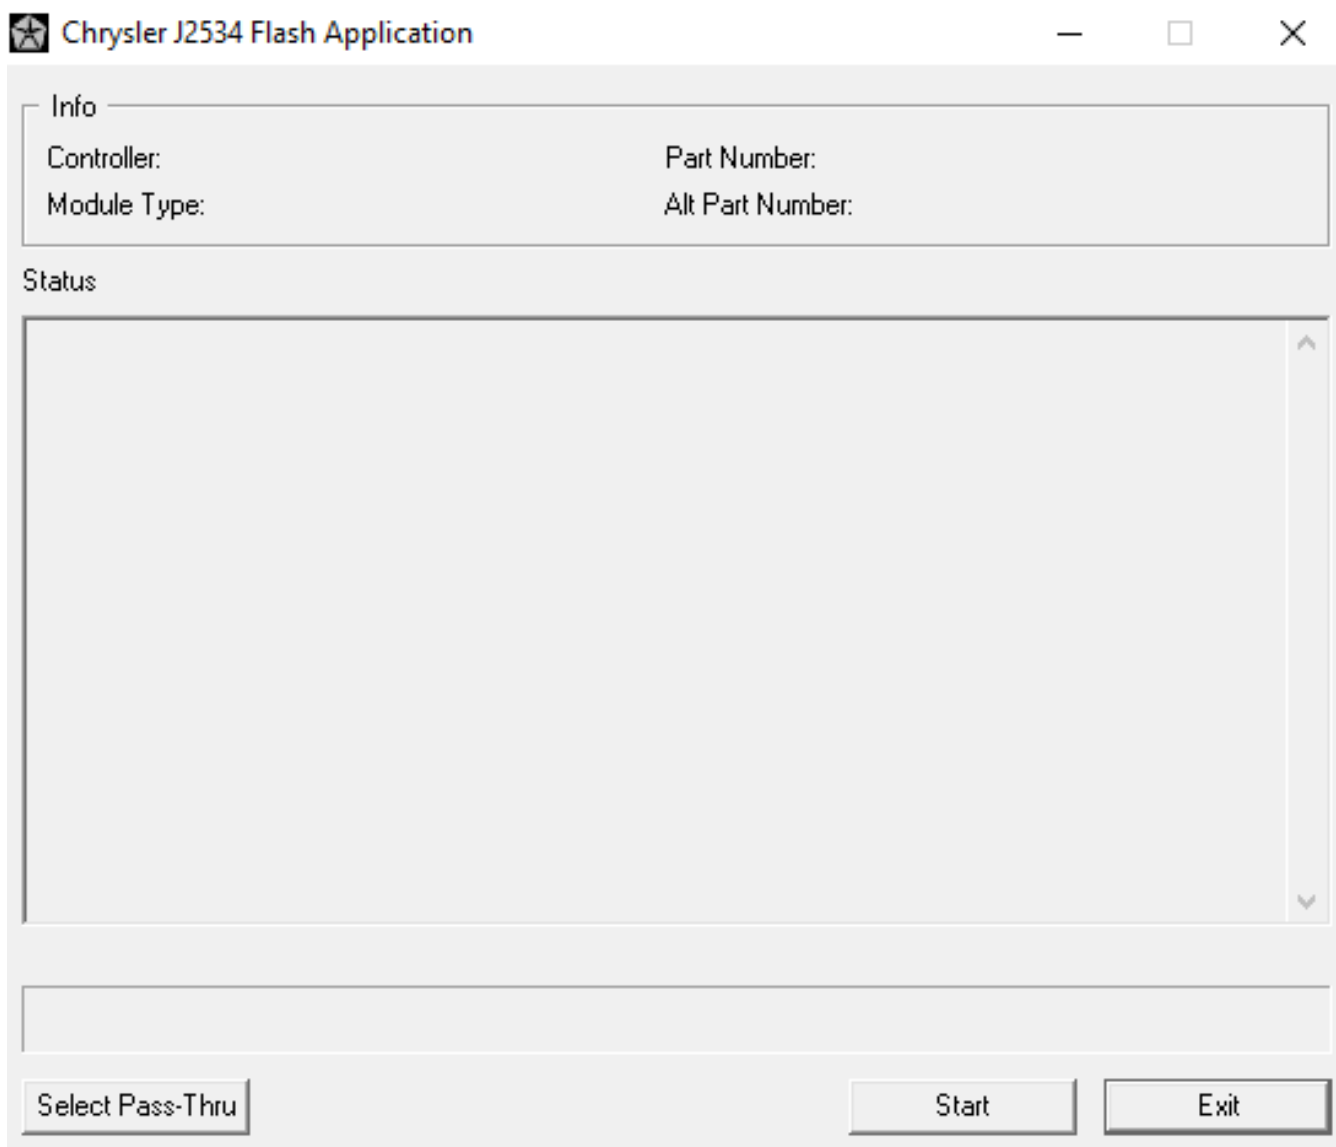 Chrysler J2534 Flash Application
Info
Controller: Part Number:
Module Type: Alt Part Number:
Status
Select Pass-Thru Start Exit